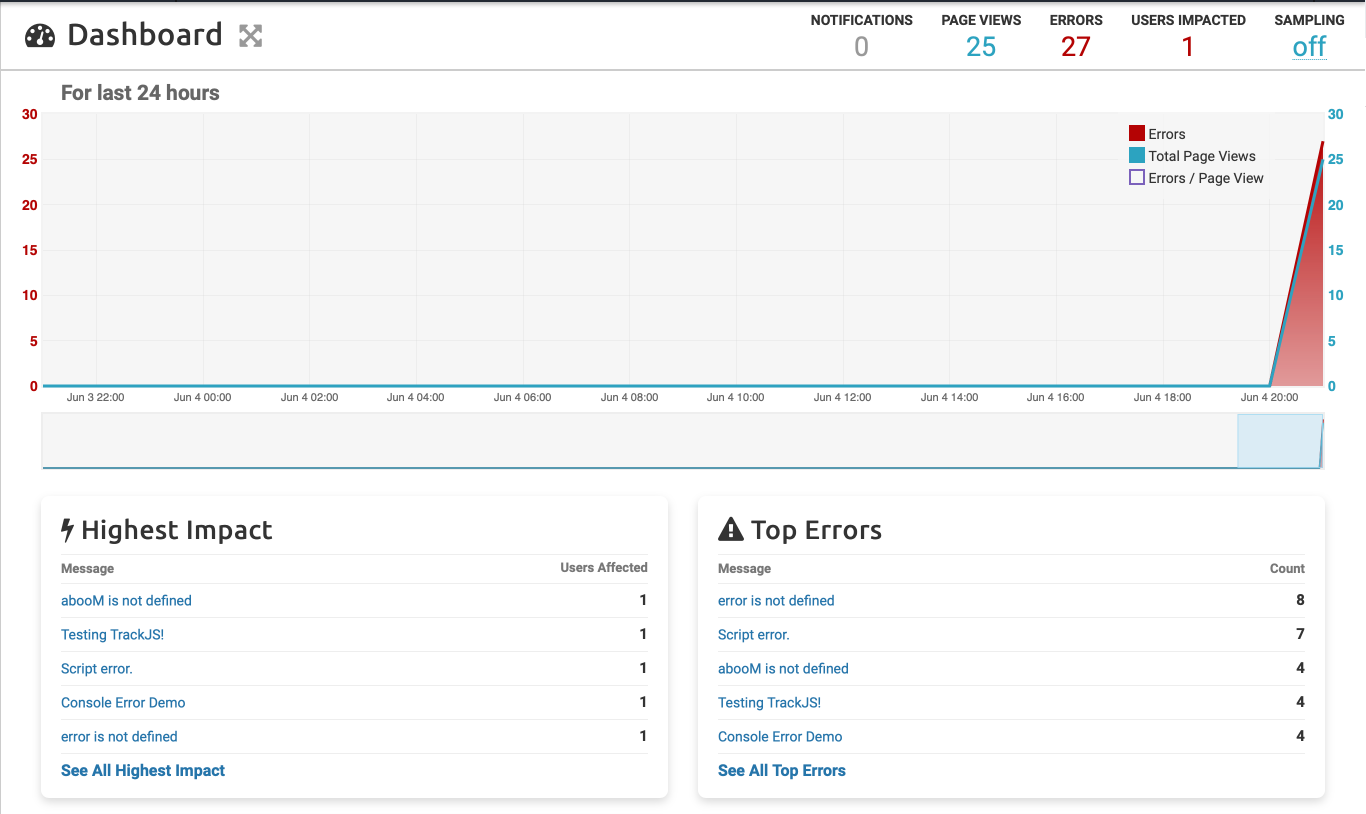 Dashboard
NOTIFICATIONS PAGE VIEWS ERRORS USERS IMPACTED SAMPLING
0 25 27 1 off
For last 24 hours
30 30
25 25
20 20
15 15
10 10
5 5
0 0
Errors
Total Page Views
Errors / Page View
Jun 3 22:00 Jun 4 00:00 Jun 4 02:00 Jun 4 04:00 Jun 4 06:00 Jun 4 08:00 Jun 4 10:00 Jun 4 12:00 Jun 4 14:00 Jun 4 16:00 Jun 4 18:00 Jun 4 20:00
Highest Impact
Message Users Affected
abooM is not defined 1
Testing TrackJS! 1
Script error. 1
Console Error Demo 1
error is not defined 1
See All Highest Impact
Top Errors
Message Count
error is not defined 8
Script error. 7
abooM is not defined 4
Testing TrackJS! 4
Console Error Demo 4
See All Top Errors